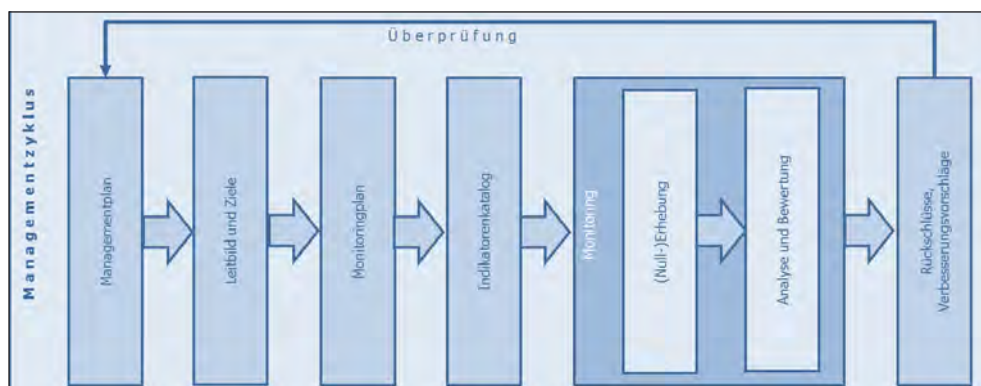 Überprüfung
Managementzyklus
Managementplan
Leitbild und Ziele
Monitoringplan
Indikatorenkatalog
Monitoring
(Null-)Erhebung
Analyse und Bewertung
Rückschlüsse,
Verbesserungsvorschläge